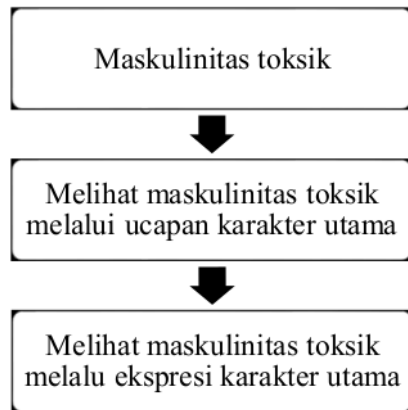 Maskulinitas toksik
Melihat maskulinitas toksik
melalui ucapan karakter utama
Melihat maskulinitas toksik
melalu ekspresi karakter utama